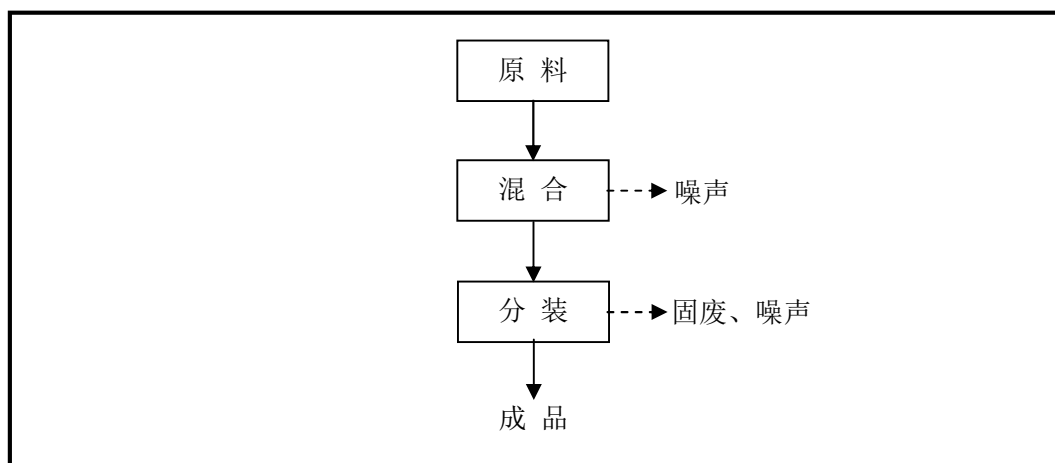 原 料
混 合
噪声
分 装
固废、噪声
成 品